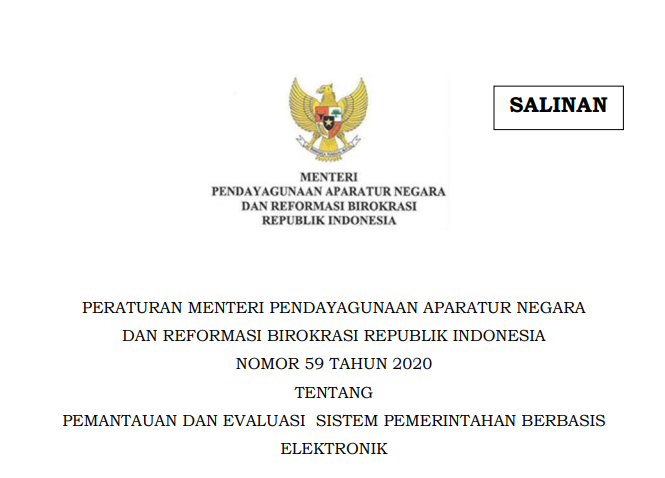 SALINAN
MENTERI
PENDAYAGUNAAN APARATUR NEGARA
DAN REFORMASI BIROKRASI
REPUBLIK INDONESIA
PERATURAN MENTERI PENDAYAGUNAAN APARATUR NEGARA
DAN REFORMASI BIROKRASI REPUBLIK INDONESIA
NOMOR 59 TAHUN 2020
TENTANG
PEMANTAUAN DAN EVALUASI  SISTEM PEMERINTAHAN BERBASIS
ELEKTRONIK